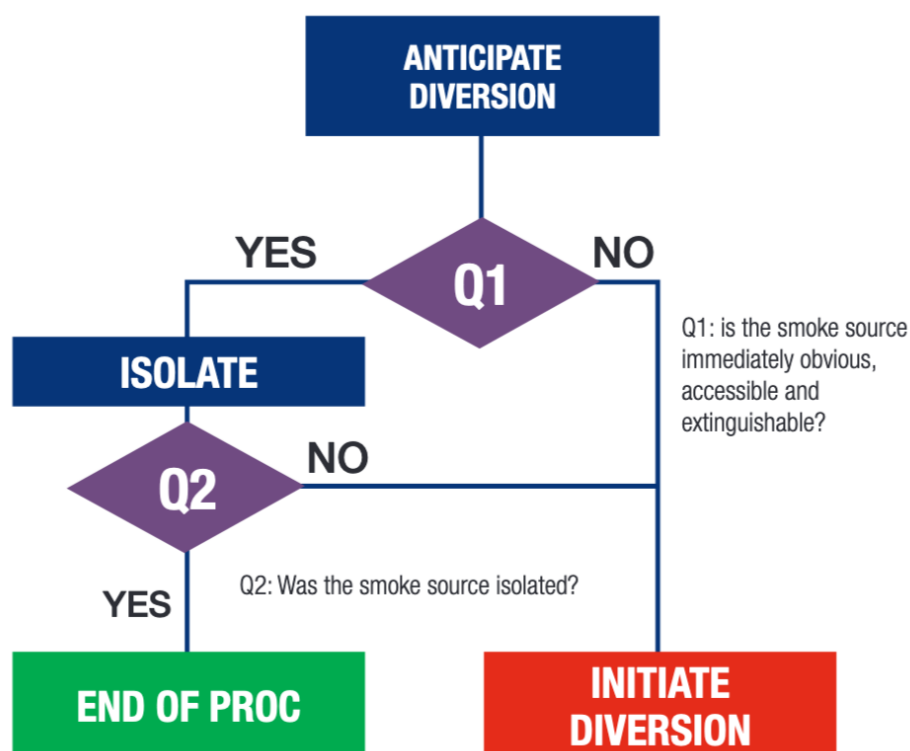 ANTICIPATE
DIVERSION
YES
NO
Q1
Q1: is the smoke source
immediately obvious,
accessible and
extinguishable?
ISOLATE
NO
Q2
Q2: Was the smoke source isolated?
YES
END OF PROC
INITIATE
DIVERSION